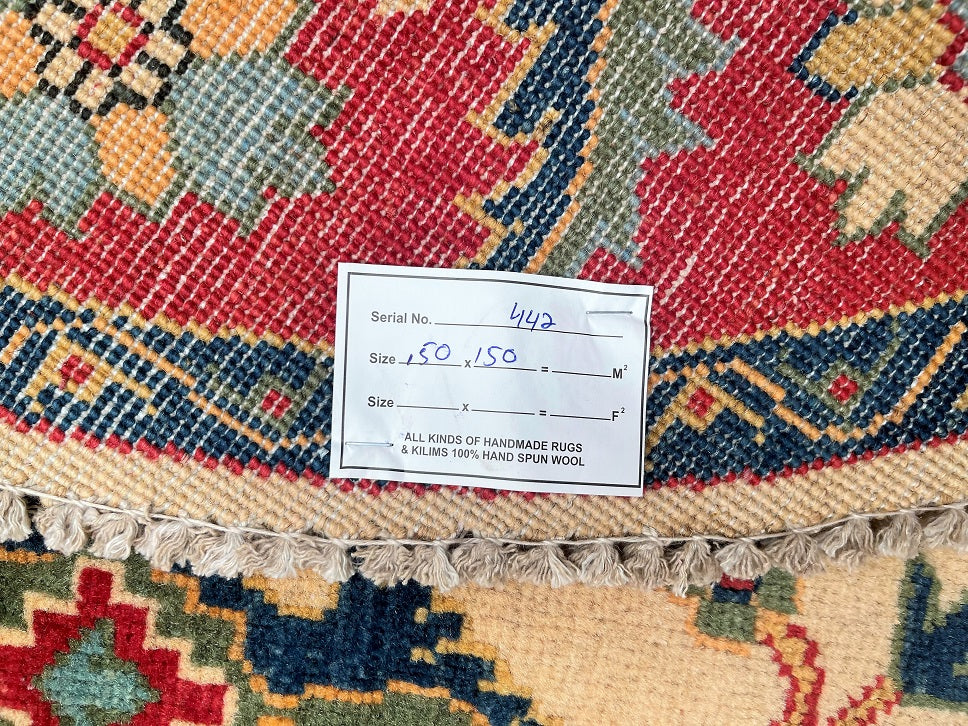 Serial No. 442
Size 150 x 150 = M²
Size x = F²
ALL KINDS OF HANDMADE RUGS
& KILIMS 100% HAND SPUN WOOL